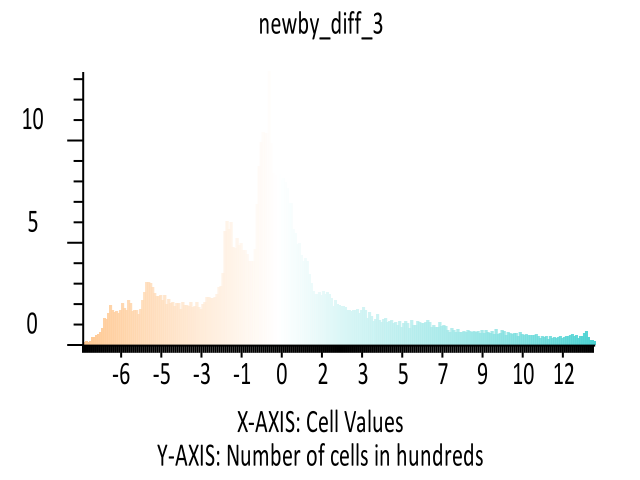 newby_diff_3
10
5
0
-6 -5 -3 -1 0 2 3 5 7 9 10 12
X-AXIS: Cell Values
Y-AXIS: Number of cells in hundreds